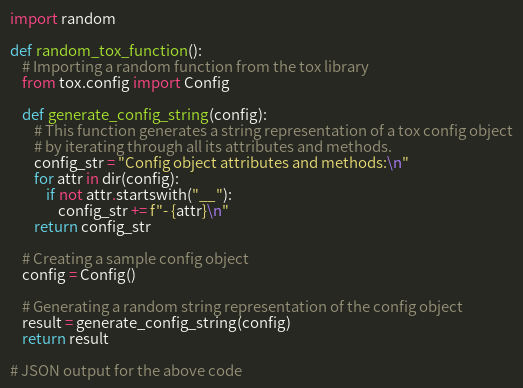 import random

def random_tox_function():
    # Importing a random function from the tox library
    from tox.config import Config

    def generate_config_string(config):
        # This function generates a string representation of a tox config object
        # by iterating through all its attributes and methods.
        config_str = "Config object attributes and methods:\n"
        for attr in dir(config):
            if not attr.startswith("__"):
                config_str += f"- {attr}\n"
        return config_str

    # Creating a sample config object
    config = Config()

    # Generating a random string representation of the config object
    result = generate_config_string(config)
    return result

# JSON output for the above code